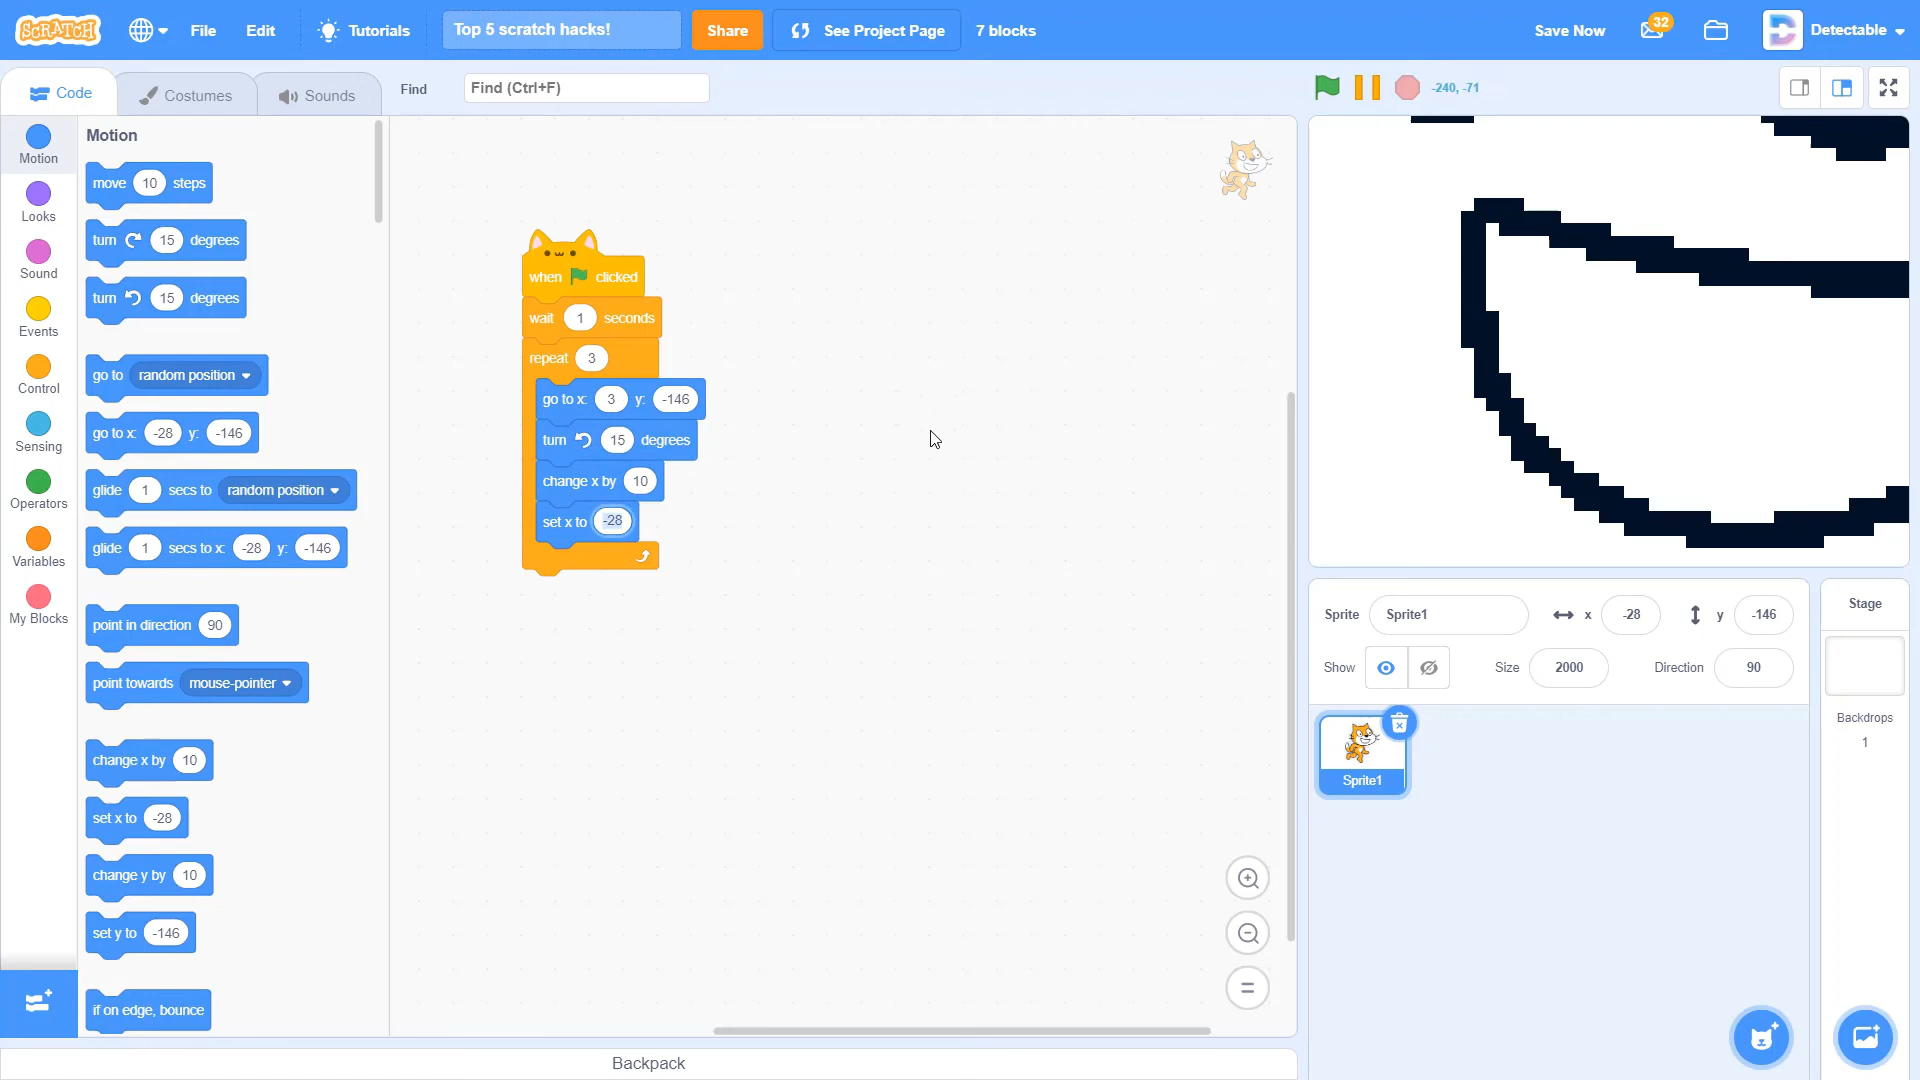 SCRATCH File Edit Tutorials Top 5 scratch hacks! Share See Project Page 7 blocks Save Now 32 Detectable
Code Costumes Sounds Find Find (Ctrl+F) -240, -71
Motion
Looks
Sound
Events
Control
Sensing
Operators
Variables
My Blocks
Motion
move 10 steps
turn 15 degrees
turn 15 degrees
go to random position
go to x: -28 y: -146
glide 1 secs to random position
glide 1 secs to x: -28 y: -146
point in direction 90
point towards mouse-pointer
change x by 10
set x to -28
change y by 10
set y to -146
if on edge, bounce
when clicked
wait 1 seconds
repeat 3
go to x: 3 y: -146
turn 15 degrees
change x by 10
set x to -28
Sprite Sprite1 x -28 y -146
Show Size 2000 Direction 90
Sprite1
Stage
Backdrops
1
Backpack